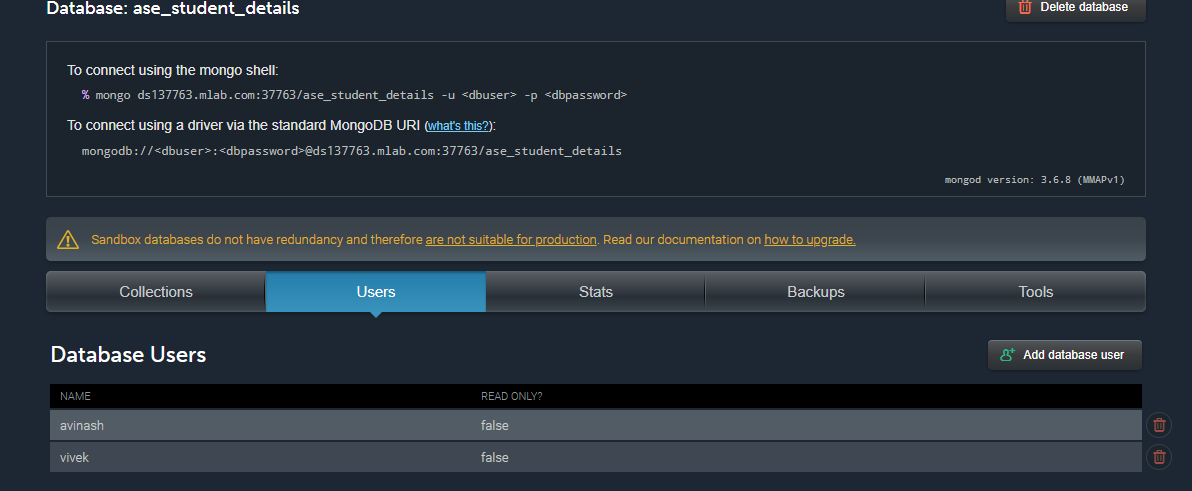 Database: ase_student_details
Delete database
To connect using the mongo shell:
% mongo ds137763.mlab.com:37763/ase_student_details -u <dbuser> -p <dbpassword>
To connect using a driver via the standard MongoDB URI (what's this?):
mongodb://<dbuser>:<dbpassword>@ds137763.mlab.com:37763/ase_student_details
mongod version: 3.6.8 (MMAPv1)
Sandbox databases do not have redundancy and therefore are not suitable for production. Read our documentation on how to upgrade.
Collections Users Stats Backups Tools
Database Users
Add database user
NAME READ ONLY?
avinash false
vivek false